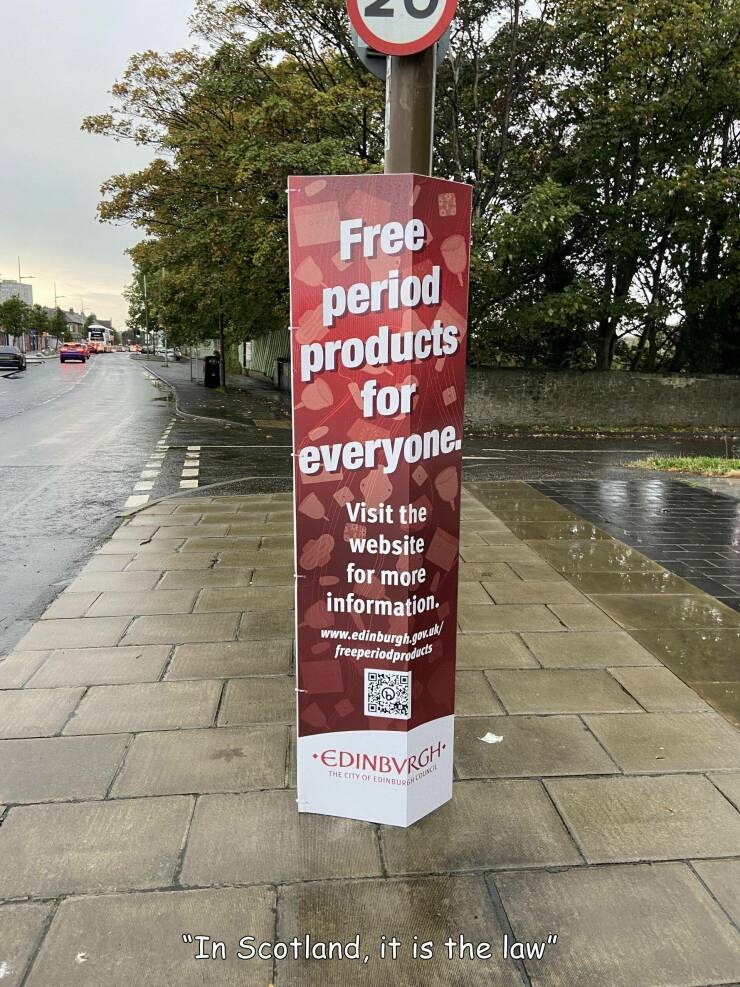 20
Free
period
products
for
everyone.
Visit the
website
for more
information.
www.edinburgh.gov.uk/
freeperiodproducts
•EDINBVRGH•
THE CITY OF EDINBURGH COUNCIL
"In Scotland, it is the law"